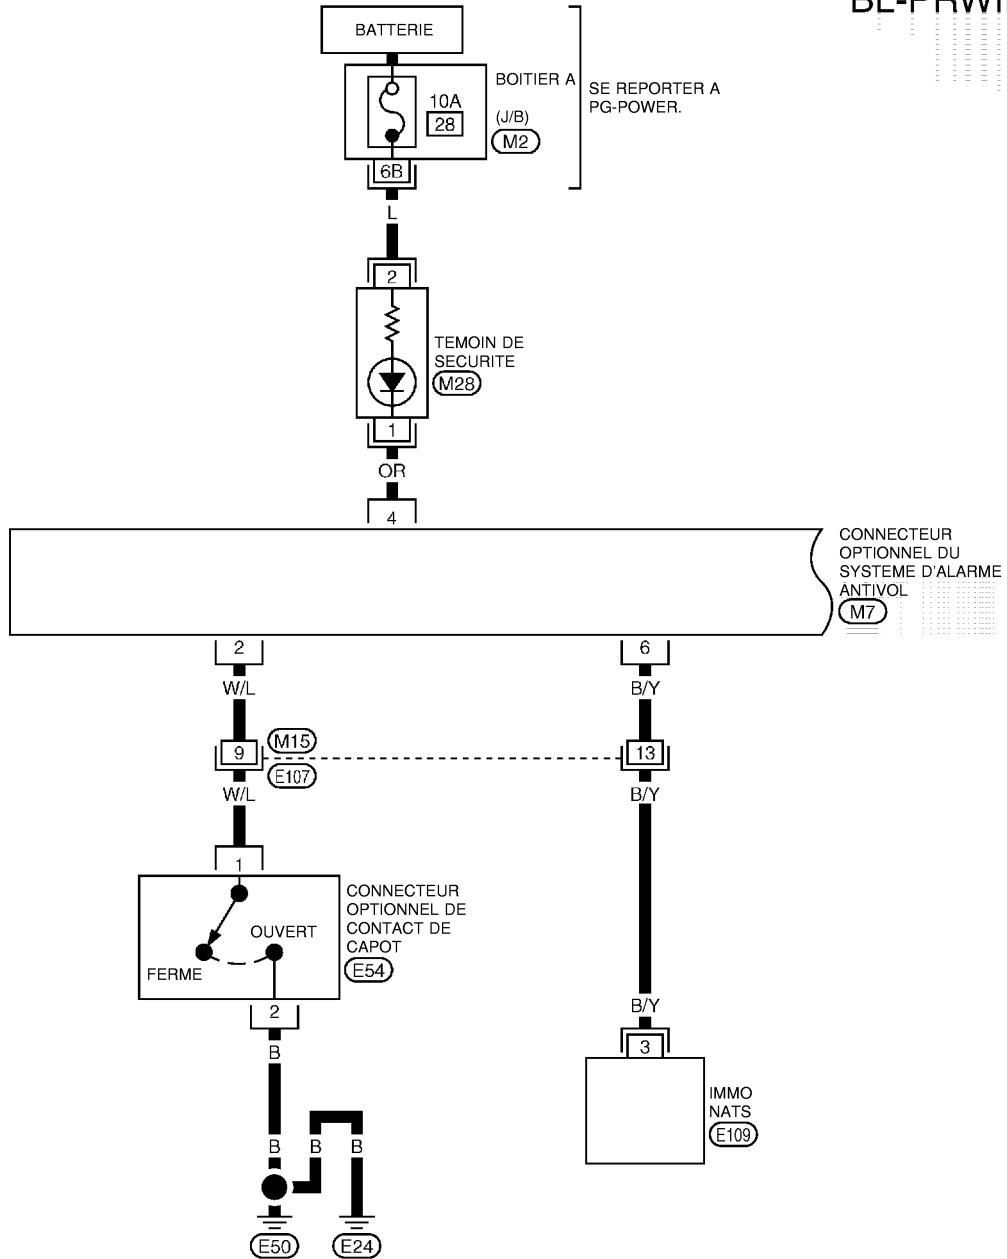 BATTERIE
BOITIER A
SE REPORTER A
PG-POWER.
10A
28
(J/B)
M2
6B
L
2
TEMOIN DE
SECURITE
M28
1
OR
4
CONNECTEUR
OPTIONNEL DU
SYSTEME D'ALARME
ANTIVOL
M7
2
6
W/L
B/Y
9
M15
13
E107
W/L
B/Y
1
CONNECTEUR
OPTIONNEL DE
CONTACT DE
CAPOT
E54
OUVERT
FERME
2
B/Y
3
B
IMMO
NATS
E109
B
B
B
E50
E24